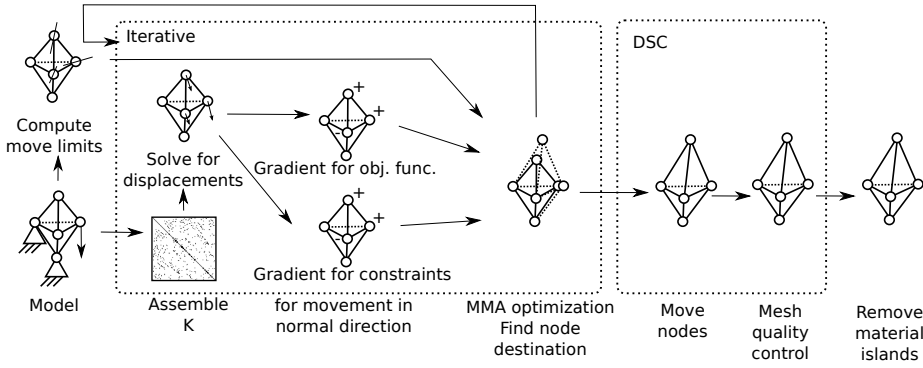 Iterative
DSC
Compute
move limits
Solve for
displacements
Gradient for obj. func.
+
+
-
Gradient for constraints
+
+
-
Model
Assemble
K
for movement in
normal direction
MMA optimization
Find node
destination
Move
nodes
Mesh
quality
control
Remove
material
islands